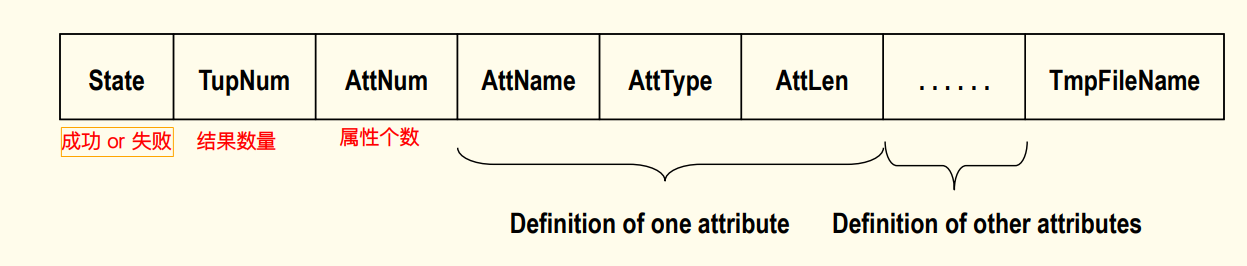 State TupNum AttNum AttName AttType AttLen ...... TmpFileName
成功 or 失败 结果数量 属性个数
Definition of one attribute Definition of other attributes